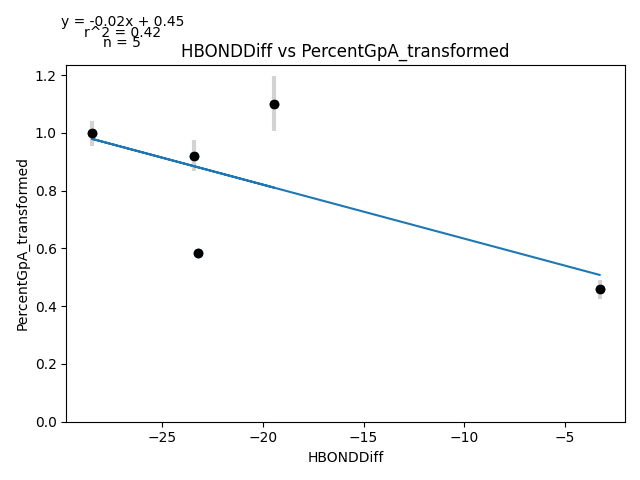 y = -0.02x + 0.45
r^2 = 0.42
n = 5
HBONDDiff vs PercentGpA_transformed
PercentGpA_transformed
1.2
1.0
0.8
0.6
0.4
0.2
0.0
−25
−20
−15
−10
−5
HBONDDiff